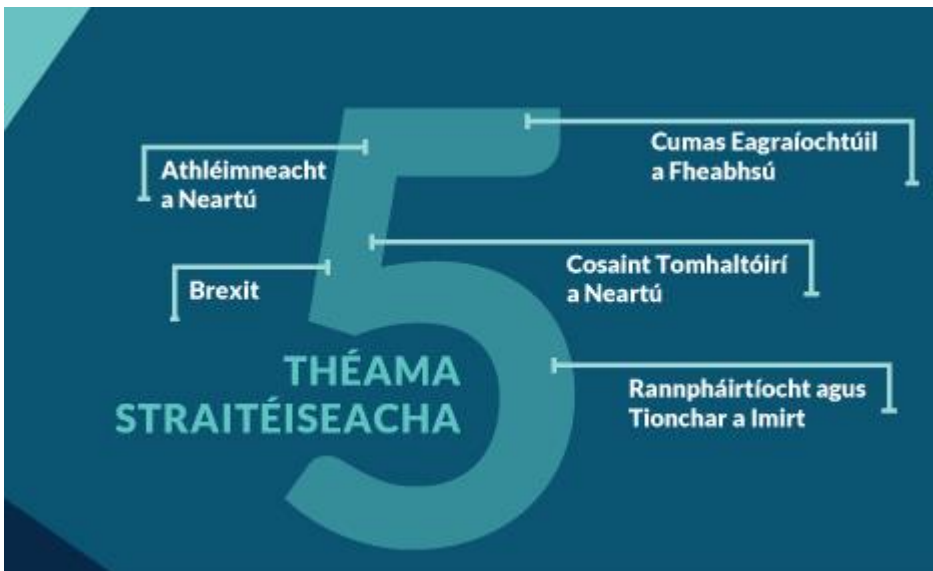 Athléimneacht
a Neartú
Cumas Eagraíochtúil
a Fheabhsú
Brexit
Cosaint Tomhaltóirí
a Neartú
5
THÉAMA
STRAITÉISEACHA
Rannpháirtíocht agus
Tionchar a Imirt